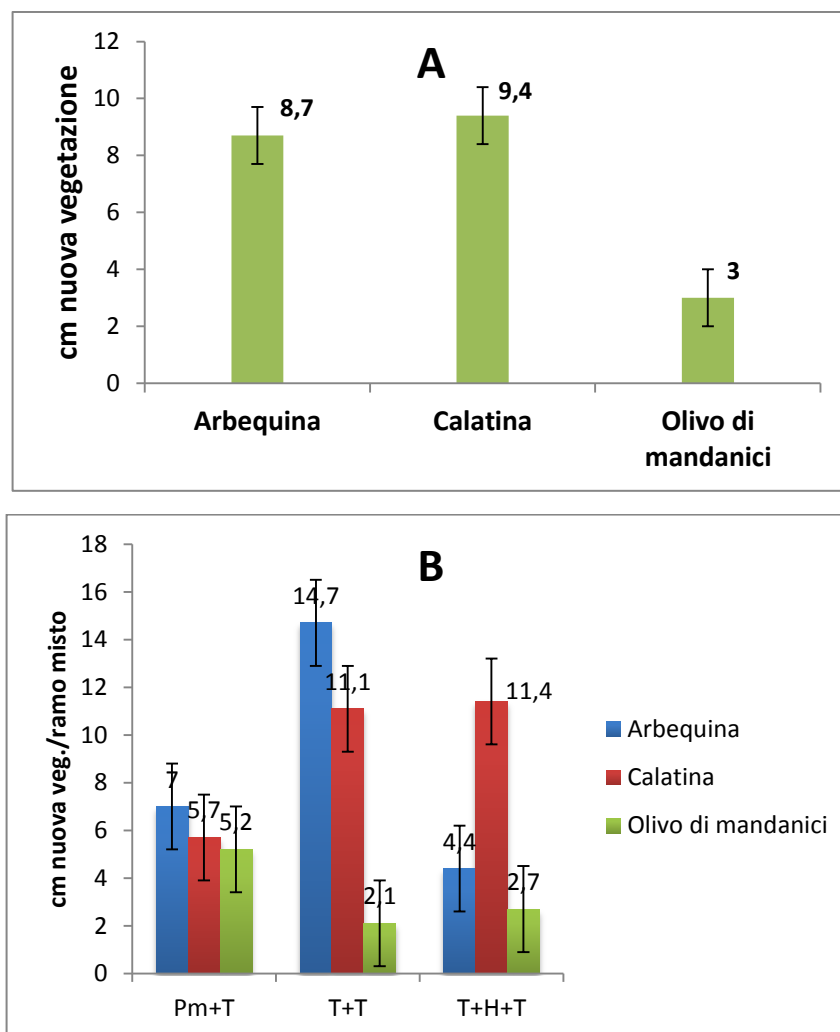 A
cm nuova vegetazione
12
10
8
6
4
2
0
8,7
9,4
3
Arbequina
Calatina
Olivo di
mandanici
B
cm nuova veg./ramo misto
18
16
14
12
10
8
6
4
2
0
7
5,7
5,2
14,7
11,1
2,1
4,4
11,4
2,7
Pm+T
T+T
T+H+T
Arbequina
Calatina
Olivo di mandanici